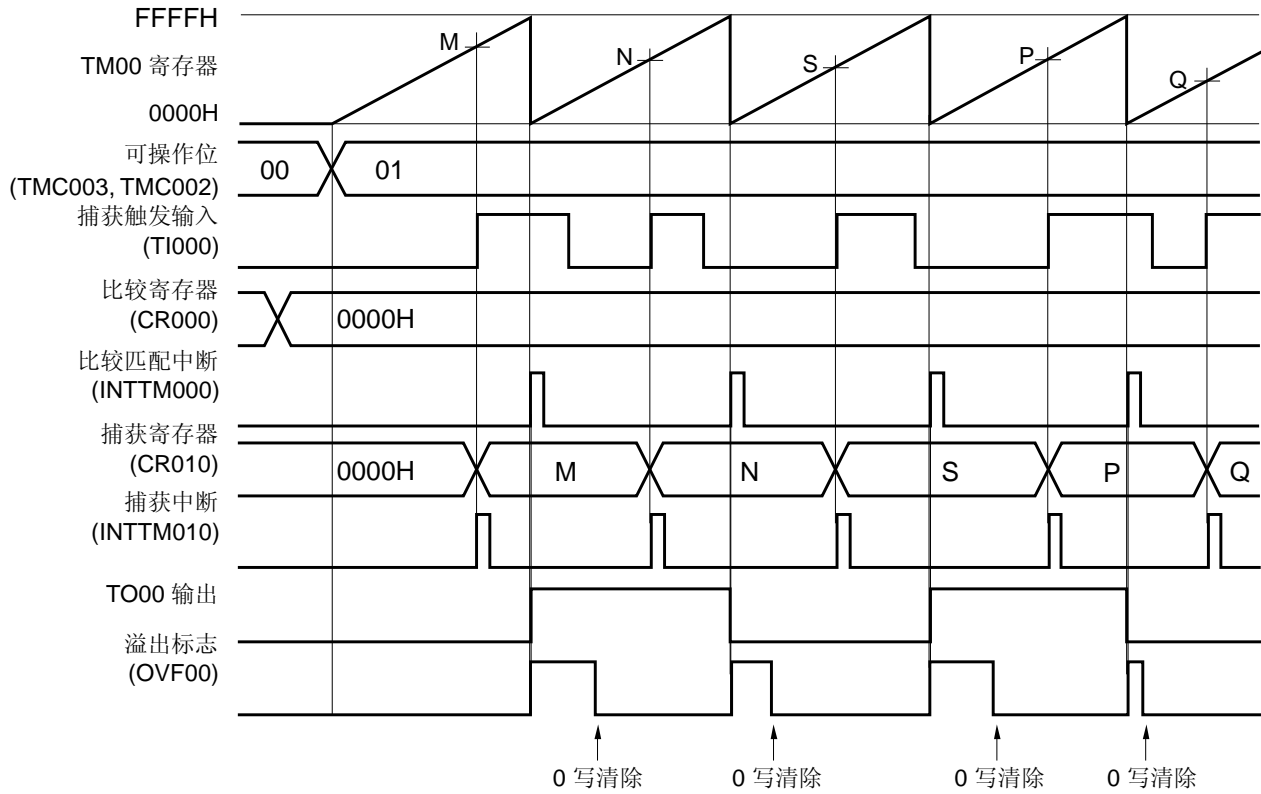 FFFFH
M
N
S
P
Q
TM00 寄存器
0000H
可操作位
(TMC003, TMC002)
00
01
捕获触发输入
(TI000)
比较寄存器
(CR000)
0000H
比较匹配中断
(INTTM000)
捕获寄存器
(CR010)
0000H
M
N
S
P
Q
捕获中断
(INTTM010)
TO00 输出
溢出标志
(OVF00)
0 写清除
0 写清除
0 写清除
0 写清除